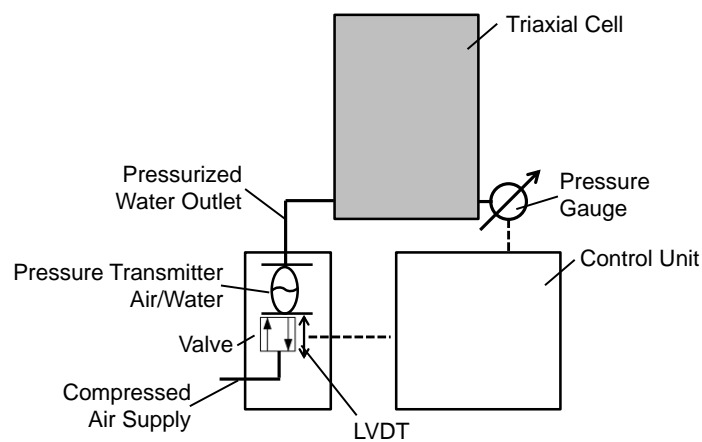 Triaxial Cell
Pressurized
Water Outlet
Pressure
Gauge
Pressure Transmitter
Air/Water
Control Unit
Valve
Compressed
Air Supply
LVDT